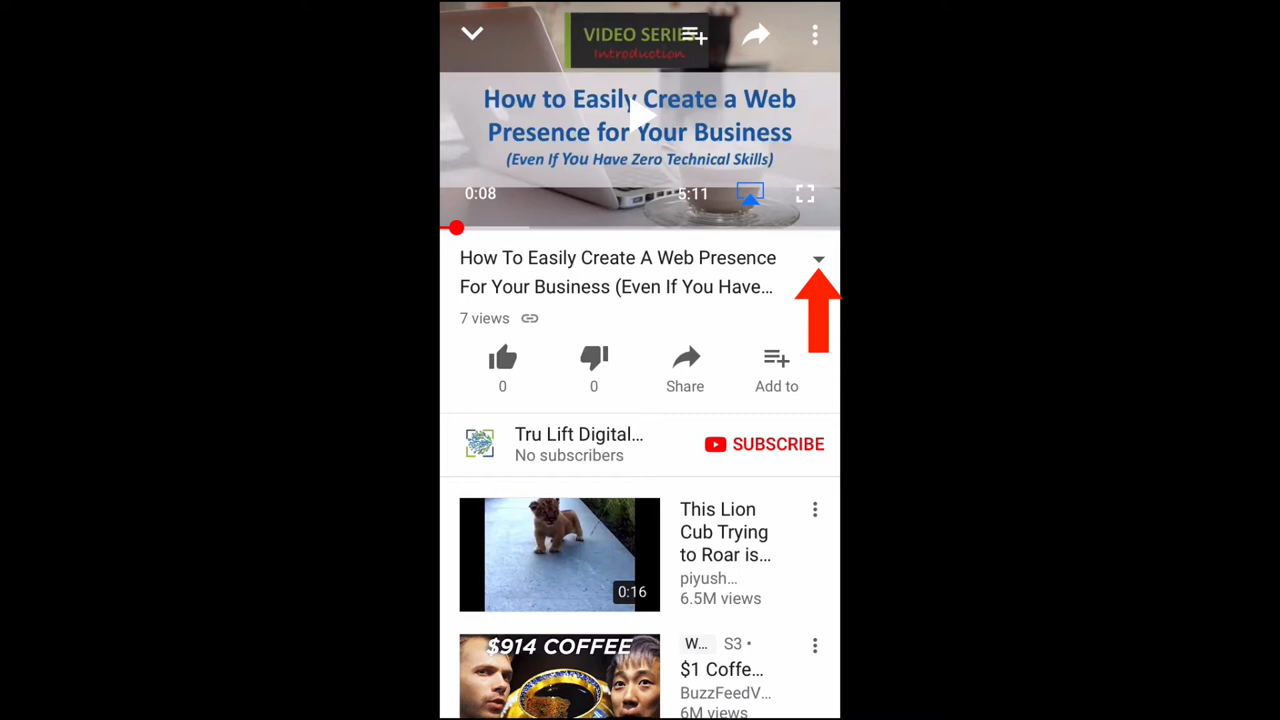 VIDEO SERIES
Introduction
How to Easily Create a Web
Presence for Your Business
(Even If You Have Zero Technical Skills)
0:08
5:11
How To Easily Create A Web Presence
For Your Business (Even If You Have...
7 views
0
0
Share
Add to
Tru Lift Digital...
No subscribers
SUBSCRIBE
This Lion
Cub Trying
to Roar is...
piyush...
6.5M views
0:16
$914 COFFEE
W... S3 •
$1 Coffe...
BuzzFeedV...
6M views